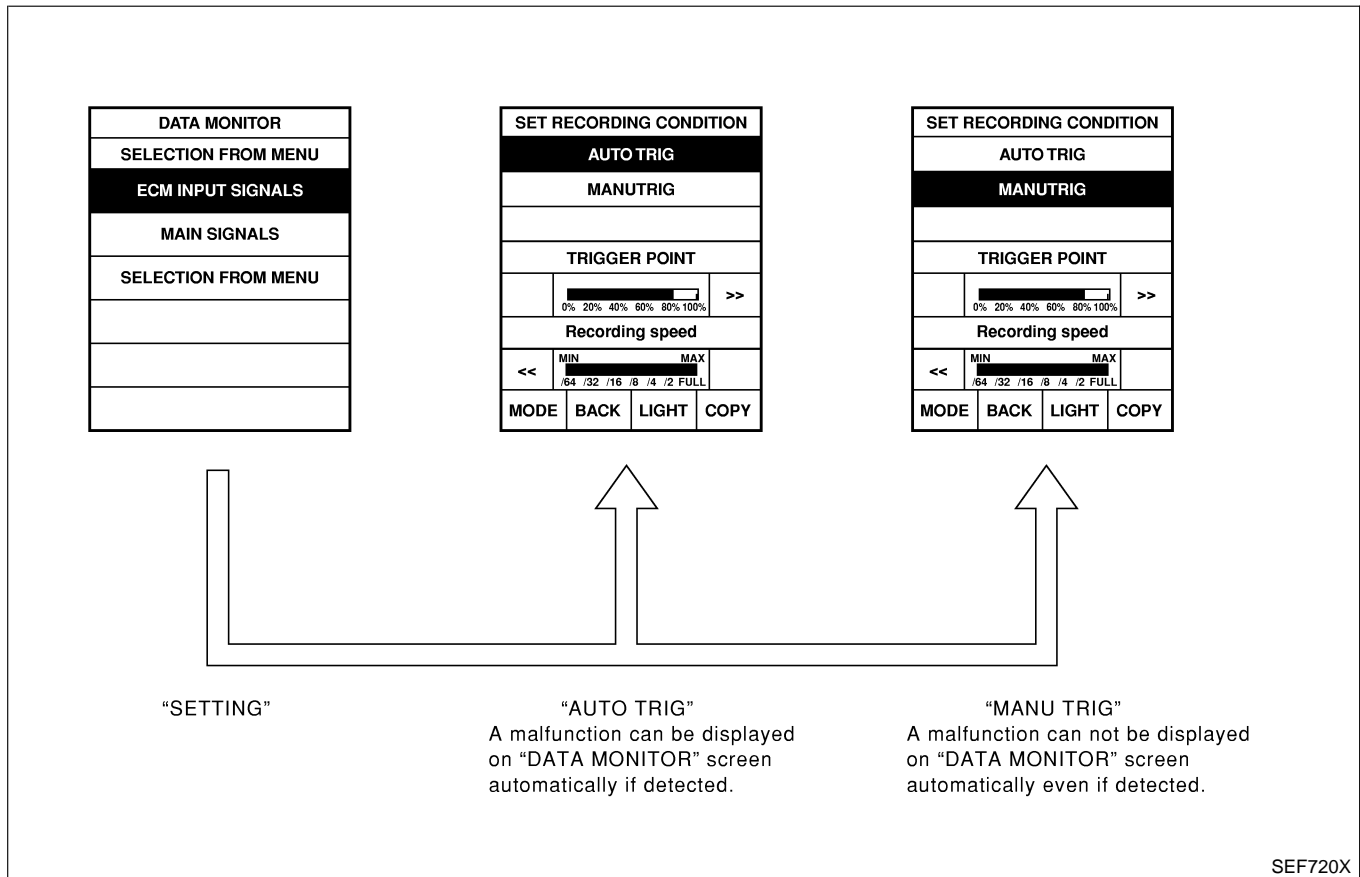 DATA MONITOR
SELECTION FROM MENU
ECM INPUT SIGNALS
MAIN SIGNALS
SELECTION FROM MENU
SET RECORDING CONDITION
AUTO TRIG
MANUTRIG
TRIGGER POINT
>>
0% 20% 40% 60% 80% 100%
Recording speed
MIN MAX
<<
/64 /32 /16 /8 /4 /2 FULL
MODE BACK LIGHT COPY
SET RECORDING CONDITION
AUTO TRIG
MANUTRIG
TRIGGER POINT
>>
0% 20% 40% 60% 80% 100%
Recording speed
MIN MAX
<<
/64 /32 /16 /8 /4 /2 FULL
MODE BACK LIGHT COPY
“SETTING”
“AUTO TRIG”
A malfunction can be displayed
on “DATA MONITOR” screen
automatically if detected.
“MANU TRIG”
A malfunction can not be displayed
on “DATA MONITOR” screen
automatically even if detected.
SEF720X